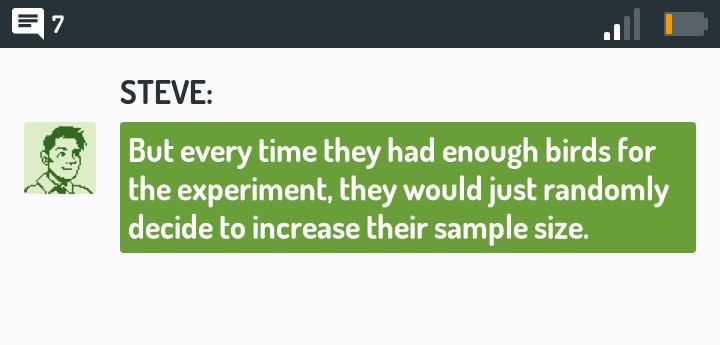 7
STEVE:
But every time they had enough birds for
the experiment, they would just randomly
decide to increase their sample size.